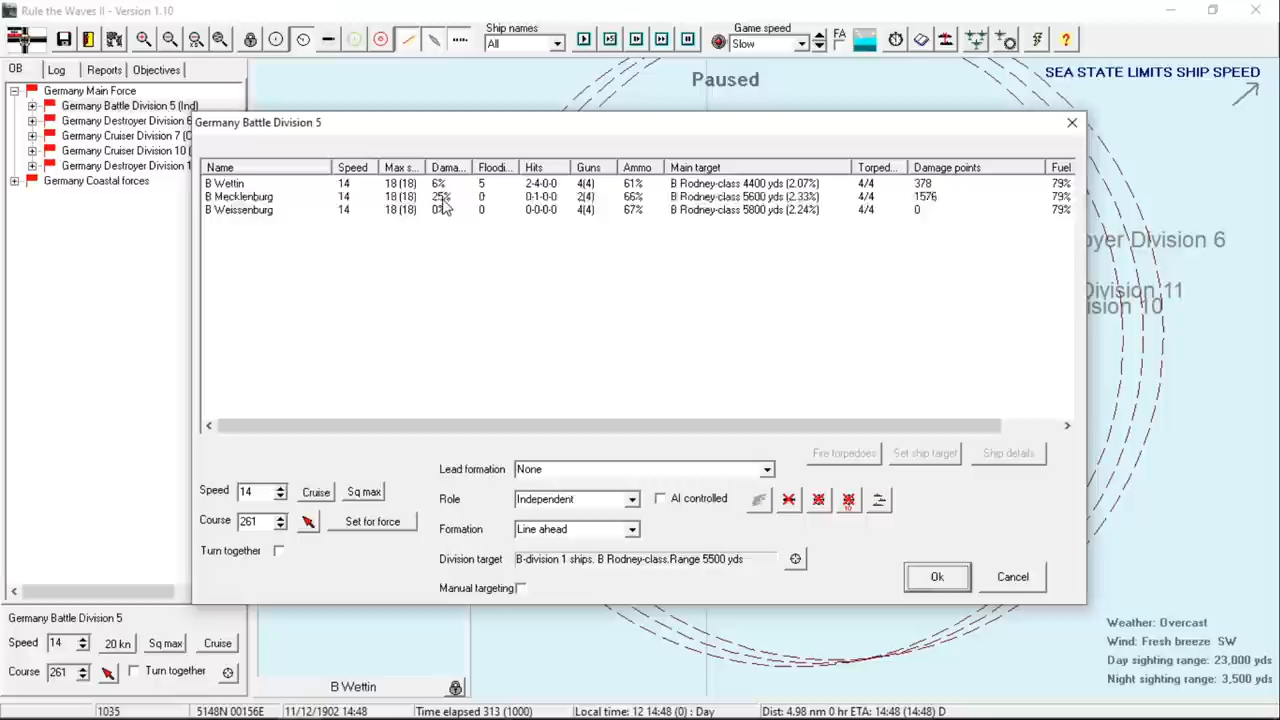 Rule the Waves II - Version 1.10
Ship names
All
Game speed
Slow
FA
OB
Log
Reports
Objectives
Germany Main Force
Germany Battle Division 5 (Ind)
Germany Destroyer Division 6
Germany Cruiser Division 7 (C
Germany Cruiser Division 10 (
Germany Destroyer Division 1
Germany Coastal forces
Paused
SEA STATE LIMITS SHIP SPEED
Germany Battle Division 5
Name Speed Max s... Dama... Floodi... Hits Guns Ammo Main target Torped... Damage points Fuel
B Wettin 14 18 (18) 6% 5 2-4-0-0 4(4) 61% B Rodney-class 4400 yds (2.07%) 4/4 378 79%
B Mecklenburg 14 18 (18) 25% 0 0-1-0-0 2(4) 66% B Rodney-class 5600 yds (2.33%) 4/4 1576 79%
B Weissenburg 14 18 (18) 0% 0 0-0-0-0 4(4) 67% B Rodney-class 5800 yds (2.24%) 4/4 0 79%
yer Division 6
Division 11
ision 10
Fire torpedoes
Set ship target
Ship details
Lead formation None
Speed 14 Cruise Sq max
Role Independent AI controlled
10
Course 261 Set for force
Formation Line ahead
Turn together
Division target B-division 1 ships. B Rodney-class.Range 5500 yds
Manual targeting
Ok
Cancel
Germany Battle Division 5
Speed 14 20 kn Sq max Cruise
Course 261 Turn together
B Wettin
Weather: Overcast
Wind: Fresh breeze SW
Day sighting range: 23,000 yds
Night sighting range: 3,500 yds
1035
5148N 00156E
11/12/1902 14:48
Time elapsed 313 (1000)
Local time: 12 14:48 (0) : Day
Dist: 4.98 nm 0 hr ETA: 14:48 (14:48) D